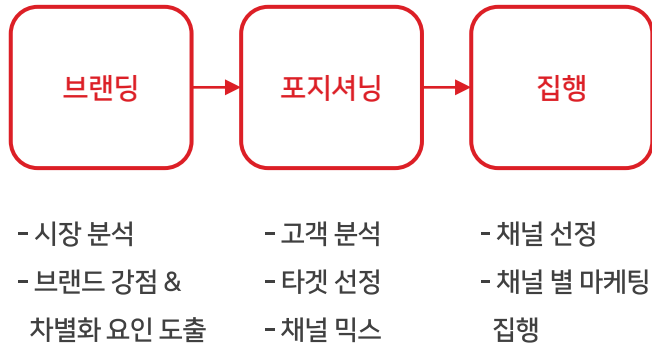 브랜딩
포지셔닝
집행
- 시장 분석
- 브랜드 강점 &
차별화 요인 도출
- 고객 분석
- 타겟 선정
- 채널 믹스
- 채널 선정
- 채널 별 마케팅
집행